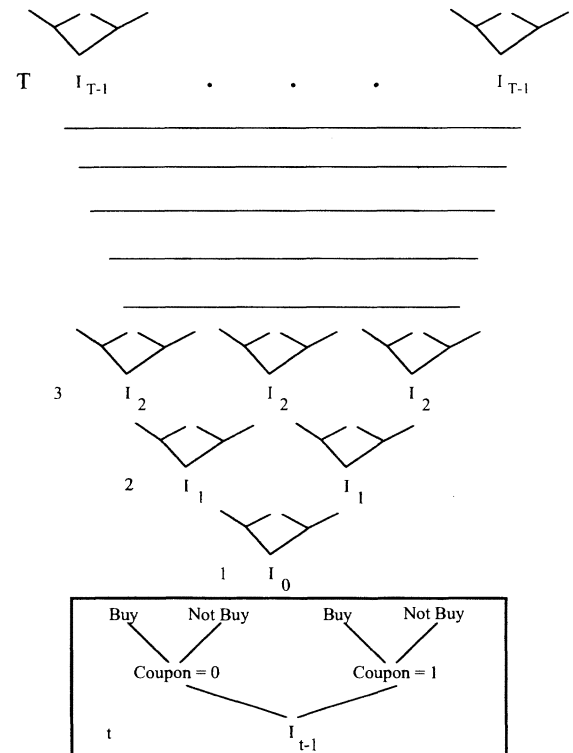 T I T-1 . . . I T-1
3 I 2 I 2 I 2
2 I 1 I 1
1 I 0
Buy Not Buy Buy Not Buy
Coupon = 0 Coupon = 1
t I t-1